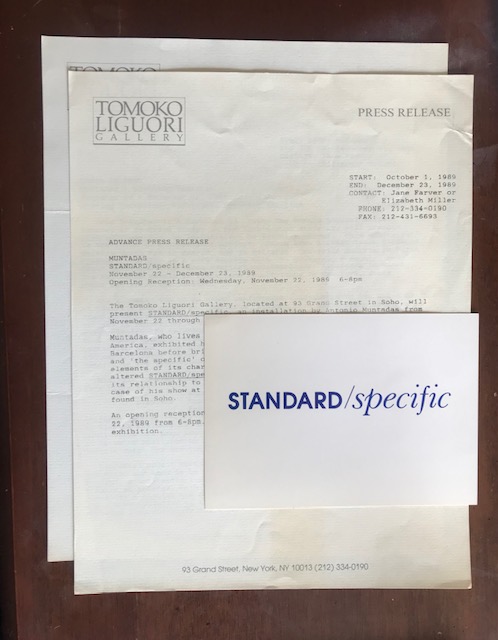 TOMOKO
TOMOKO
LIGUORI
GALLERY
PRESS RELEASE
START: October 1, 1989
END: December 23, 1989
CONTACT: Jane Farver or
Elizabeth Miller
PHONE: 212-334-0190
FAX: 212-431-6693
ADVANCE PRESS RELEASE
MUNTADAS
STANDARD/specific
November 22 - December 23, 1989
Opening Reception: Wednesday, November 22, 1989 6-8pm
The Tomoko Liguori Gallery, located at 93 Grand Street in Soho, will
present STANDARD/specific, an installation by Antonio Muntadas from
November 22 through
Muntadas, who lives
America, exhibited
Barcelona before
and 'the specific'
elements of its
altered STANDARD/
its relationship to
case of his show at
found in Soho.
An opening reception
22, 1989 from 6-8pm.
exhibition.
STANDARD/specific
93 Grand Street, New York, NY 10013 (212) 334-0190